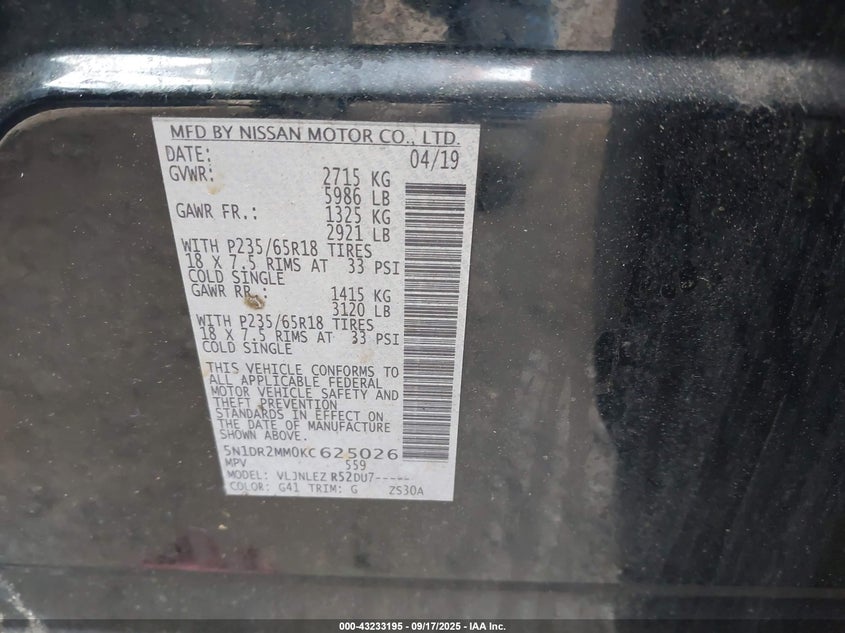 MFD BY NISSAN MOTOR CO., LTD.
DATE: 04/19
GVWR: 2715 KG
5986 LB
GAWR FR.: 1325 KG
2921 LB
WITH P235/65R18 TIRES
18 X 7.5 RIMS AT 33 PSI
COLD SINGLE
GAWR RR.: 1415 KG
3120 LB
WITH P235/65R18 TIRES
18 X 7.5 RIMS AT 33 PSI
COLD SINGLE
THIS VEHICLE CONFORMS TO
ALL APPLICABLE FEDERAL
MOTOR VEHICLE SAFETY AND
THEFT PREVENTION
STANDARDS IN EFFECT ON
THE DATE OF MANUFACTURE
SHOWN ABOVE.
5N1DR2MM0KC625026
MPV 559
MODEL: VLJNLEZ R52DU7-----
COLOR: G41 TRIM: G ZS30A
000-43233195 - 09/17/2025 - IAA Inc.